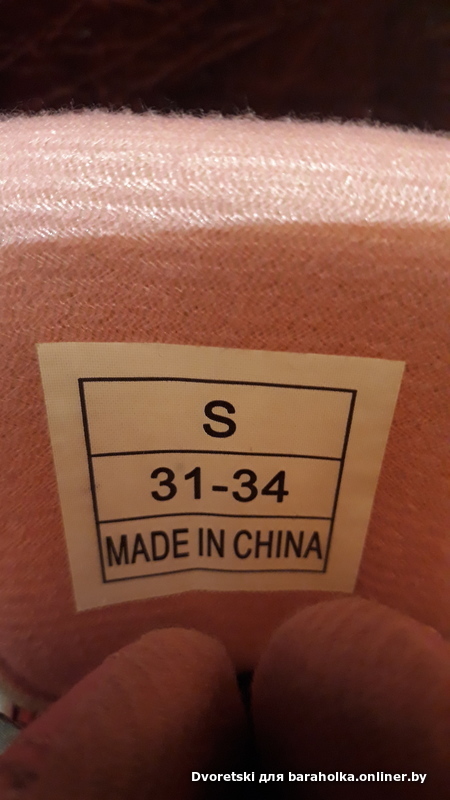 S
31-34
MADE IN CHINA
Dvoretski для baraholka.onliner.by